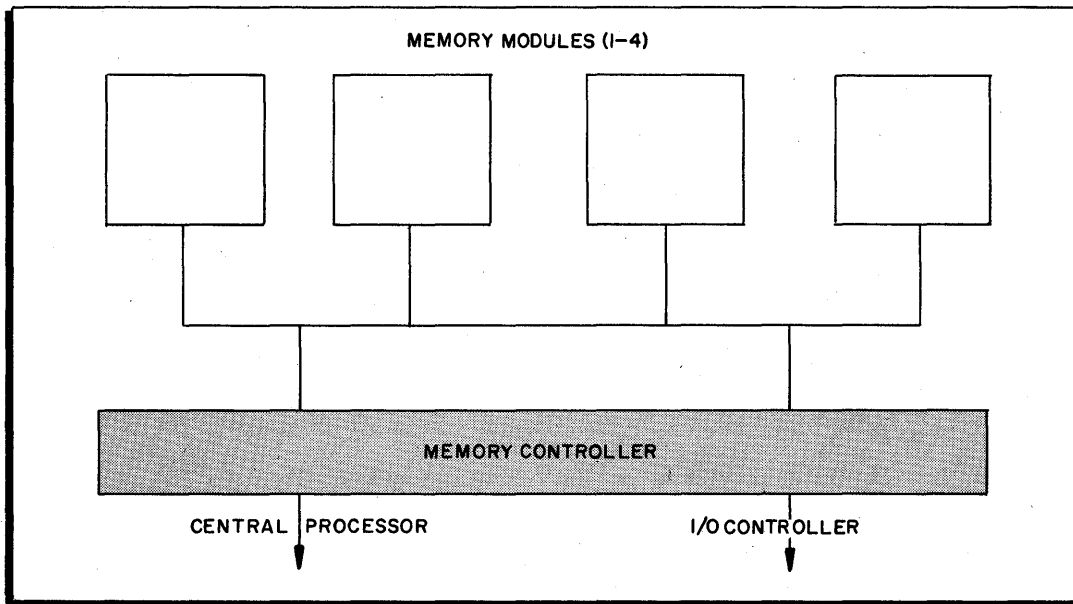 MEMORY MODULES (1-4)
MEMORY CONTROLLER
CENTRAL PROCESSOR
I/O CONTROLLER